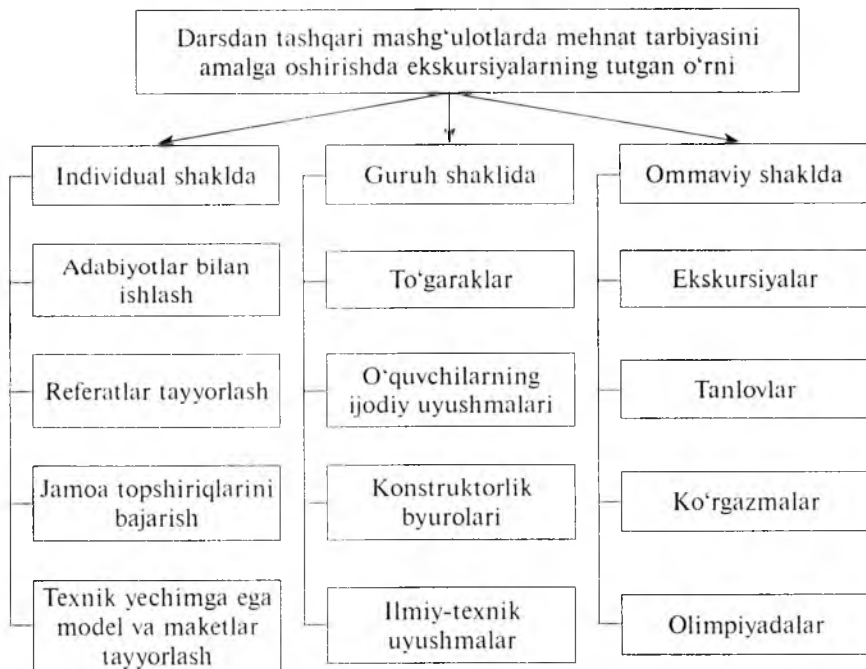 Darsdan tashqari mashg‘ulotlarda mehnat tarbiyasini
amalga oshirishda ekskursiyalarning tutgan o‘rni
Individual shaklda
Adabiyotlar bilan
ishlash
Referatlar tayyorlash
Jamoa topshiriqlarini
bajarish
Texnik yechimga ega
model va maketlar
tayyorlash
Guruh shaklida
To‘garaklar
O‘quvchilarning
ijodiy uyushmalari
Konstruktorlik
byurolari
Ilmiy-texnik
uyushmalar
Ommaviy shaklda
Ekskursiyalar
Tanlovlar
Ko‘rgazmalar
Olimpiyadalar